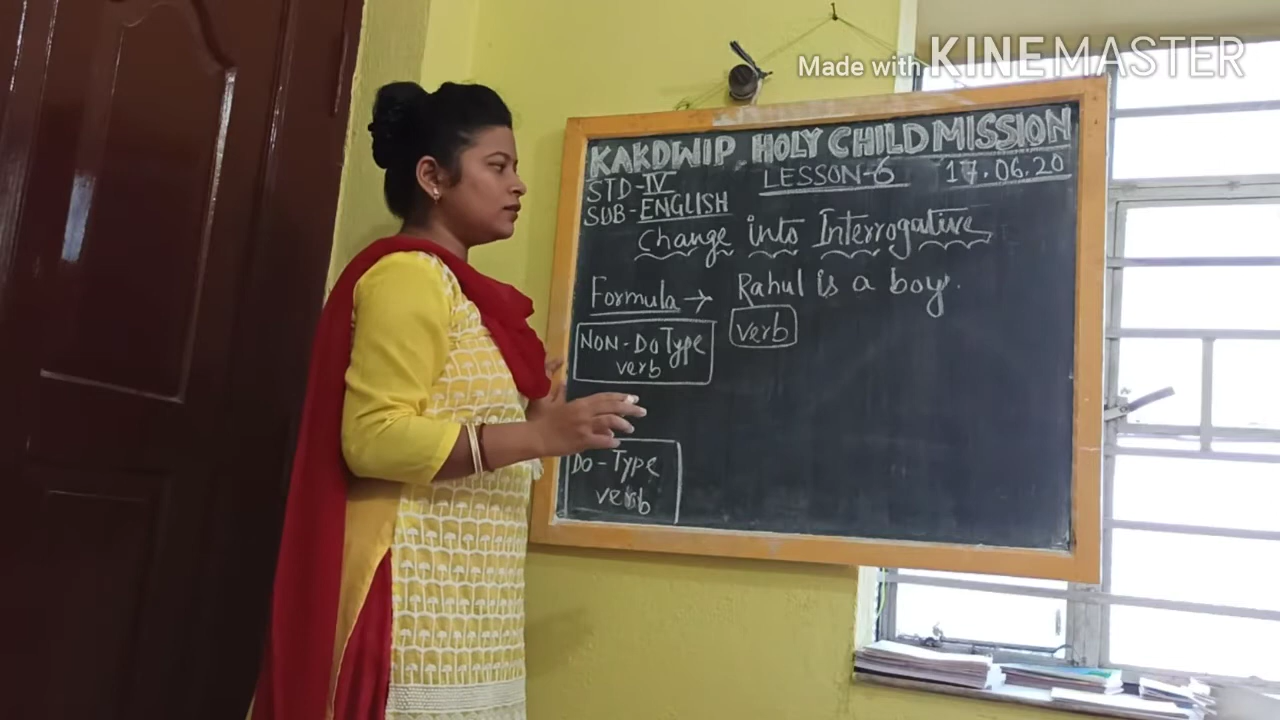 Made with KINEMASTER
KAKDWIP HOLY CHILD MISSION
STD-IV LESSON-6 17.06.20
SUB-ENGLISH
Change into Interrogative
Formula → Rahul is a boy.
NON-Do Type verb
verb
Do-Type
verb